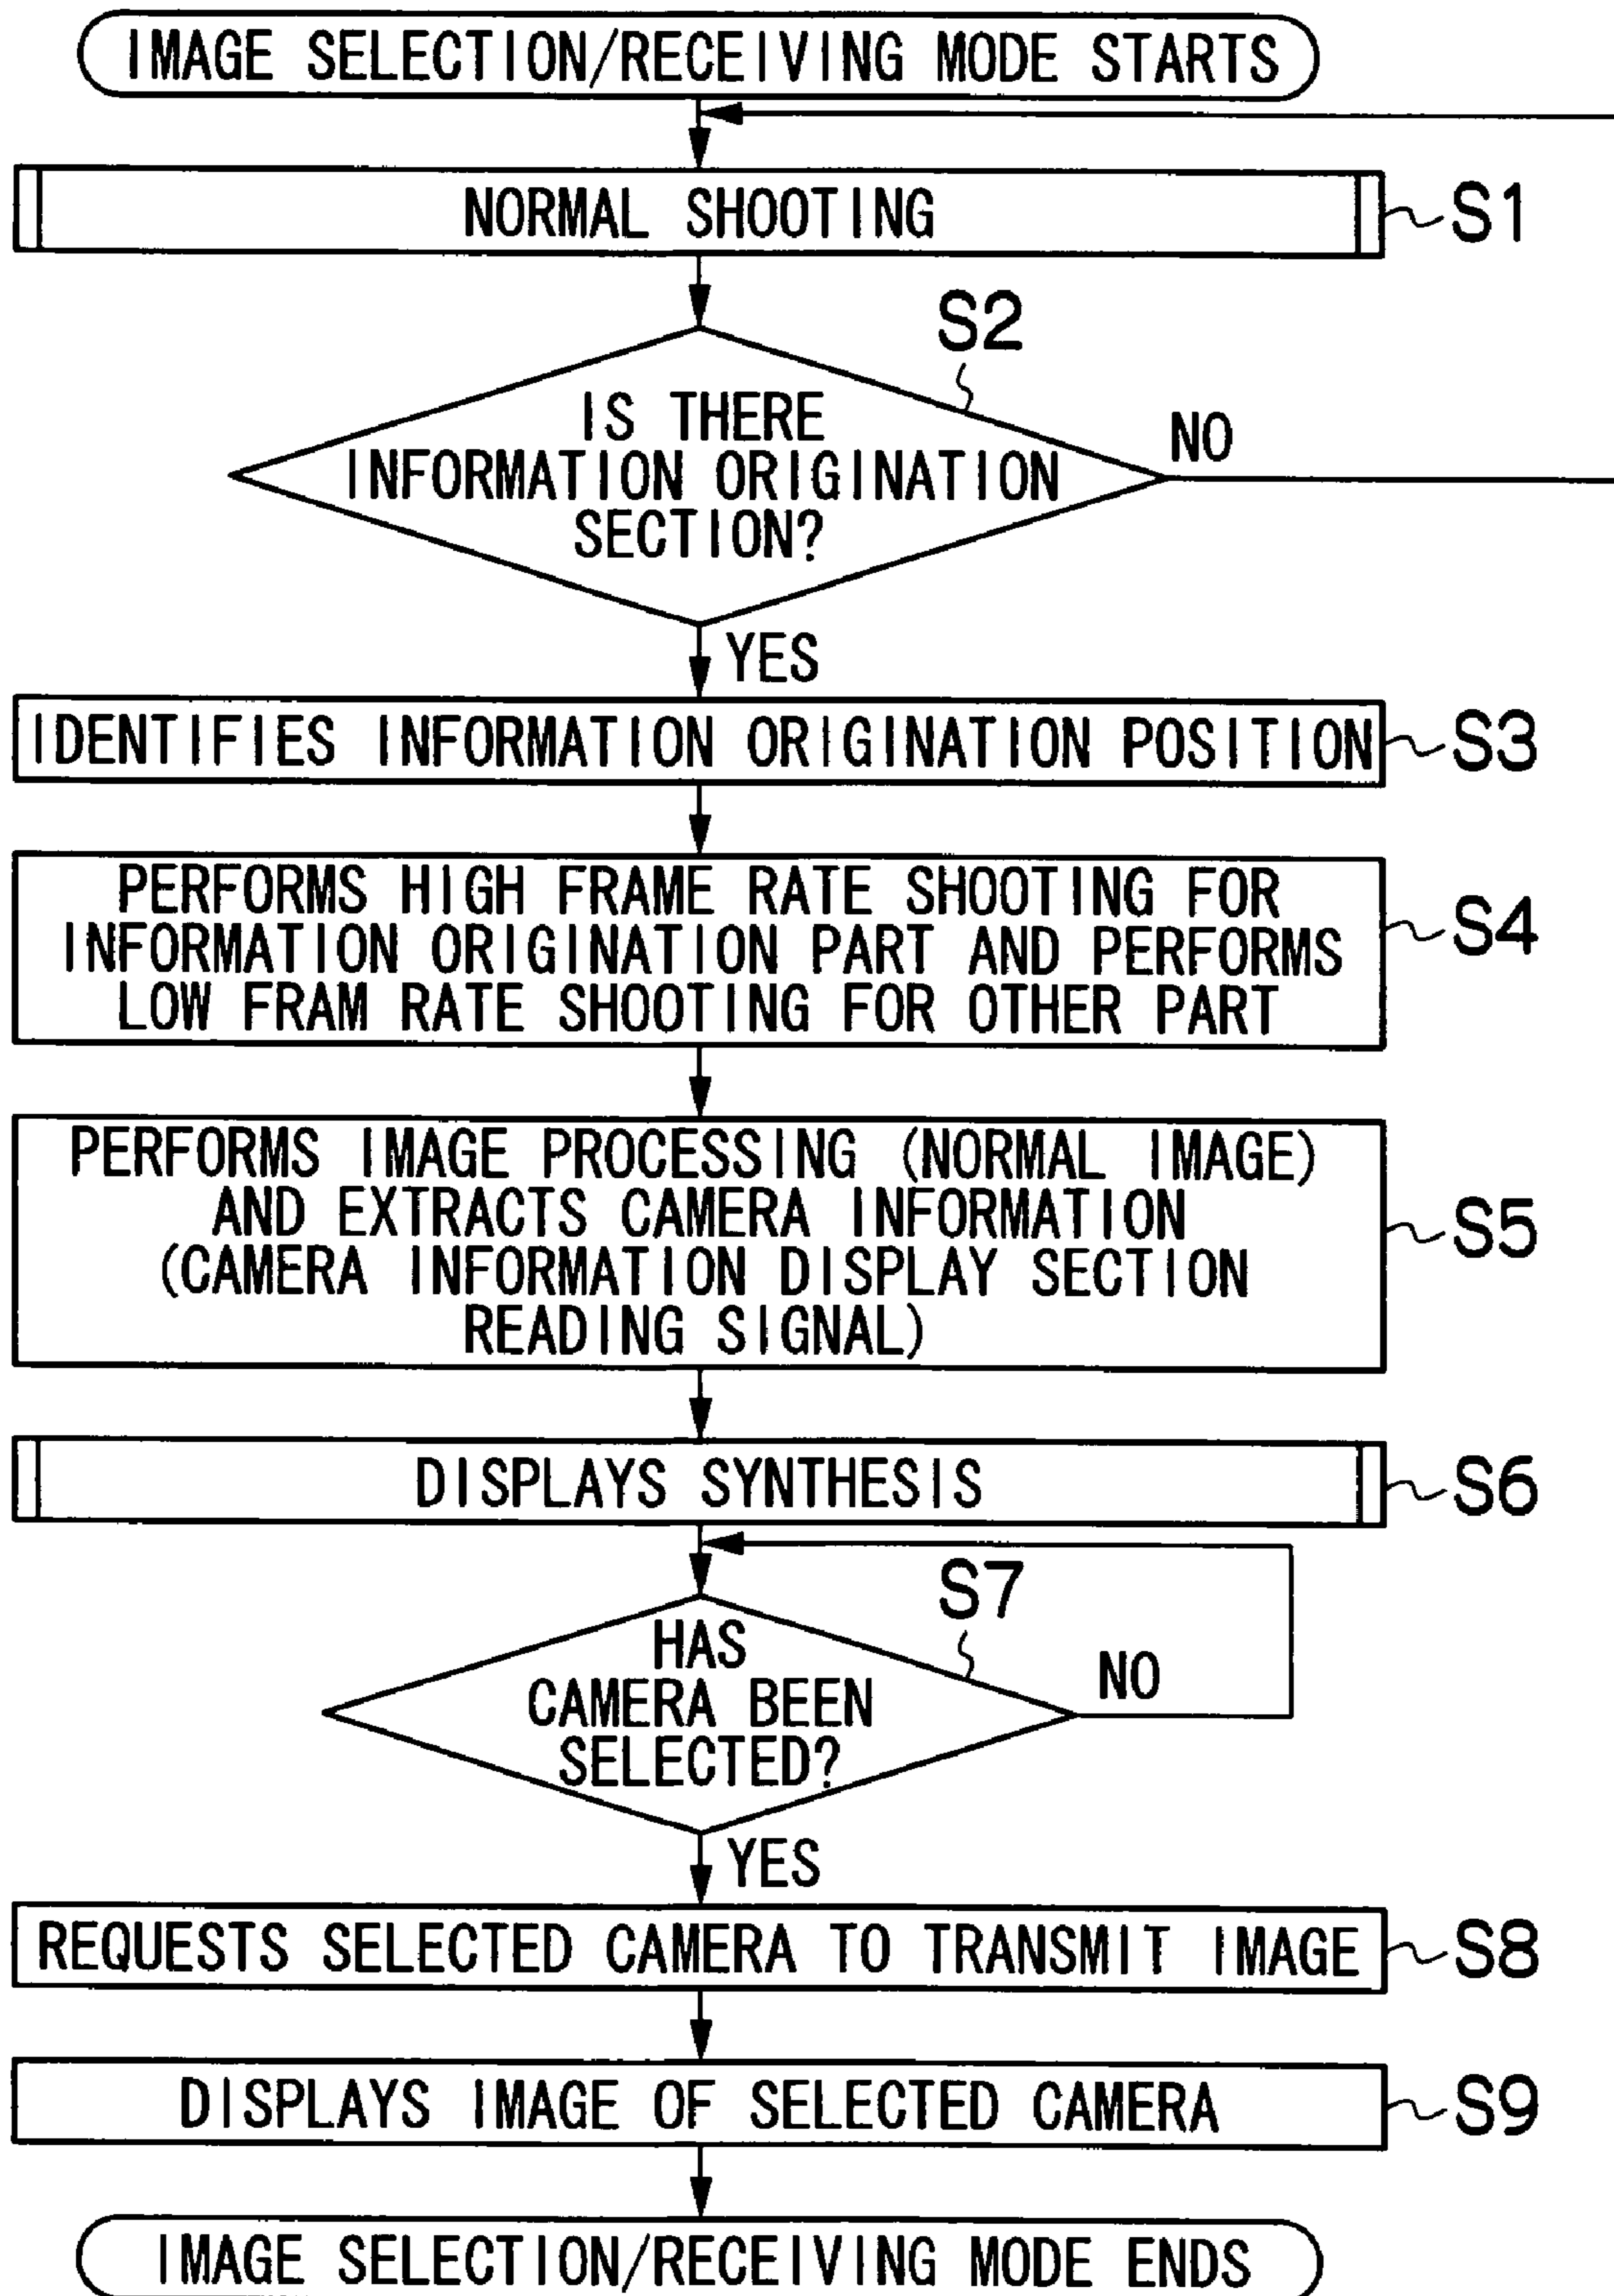 IMAGE SELECTION/RECEIVING MODE STARTS
NORMAL SHOOTING
S1
S2
IS THERE
INFORMATION ORIGINATION
SECTION?
NO
YES
IDENTIFIES INFORMATION ORIGINATION POSITION
S3
PERFORMS HIGH FRAME RATE SHOOTING FOR
INFORMATION ORIGINATION PART AND PERFORMS
LOW FRAM RATE SHOOTING FOR OTHER PART
S4
PERFORMS IMAGE PROCESSING (NORMAL IMAGE)
AND EXTRACTS CAMERA INFORMATION
(CAMERA INFORMATION DISPLAY SECTION
READING SIGNAL)
S5
DISPLAYS SYNTHESIS
S6
S7
HAS
CAMERA BEEN
SELECTED?
NO
YES
REQUESTS SELECTED CAMERA TO TRANSMIT IMAGE
S8
DISPLAYS IMAGE OF SELECTED CAMERA
S9
IMAGE SELECTION/RECEIVING MODE ENDS